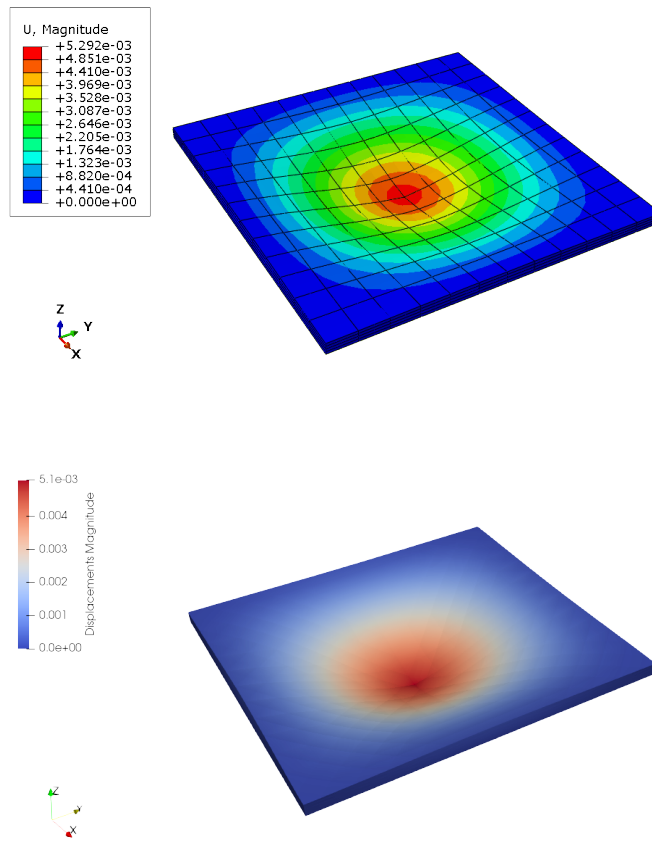 U, Magnitude
+5.292e-03
+4.851e-03
+4.410e-03
+3.969e-03
+3.528e-03
+3.087e-03
+2.646e-03
+2.205e-03
+1.764e-03
+1.323e-03
+8.820e-04
+4.410e-04
+0.000e+00
Z
Y
X
5.1e-03
0.004
0.003
0.002
0.001
0.0e+00
Displacements Magnitude
Z
Y
X